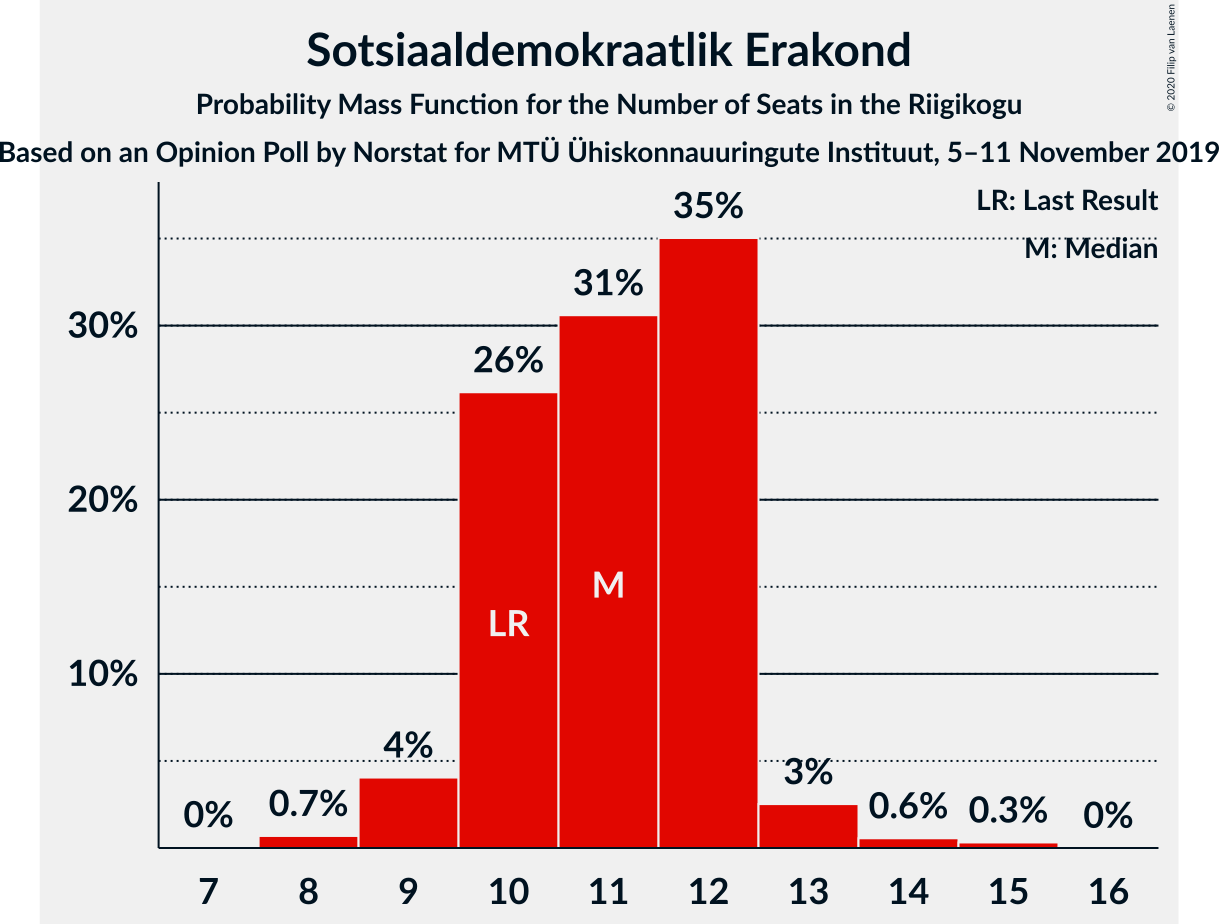 Sotsiaaldemokraatlik Erakond
Probability Mass Function for the Number of Seats in the Riigikogu
Based on an Opinion Poll by Norstat for MTÜ Ühiskonnauuringute Instituut, 5–11 November 2019
© 2020 Filip van Laenen
LR: Last Result
M: Median
35%
31%
30%
26%
20%
M
LR
10%
4%
3%
0%
0.7%
0.6%
0.3%
0%
7 8 9 10 11 12 13 14 15 16